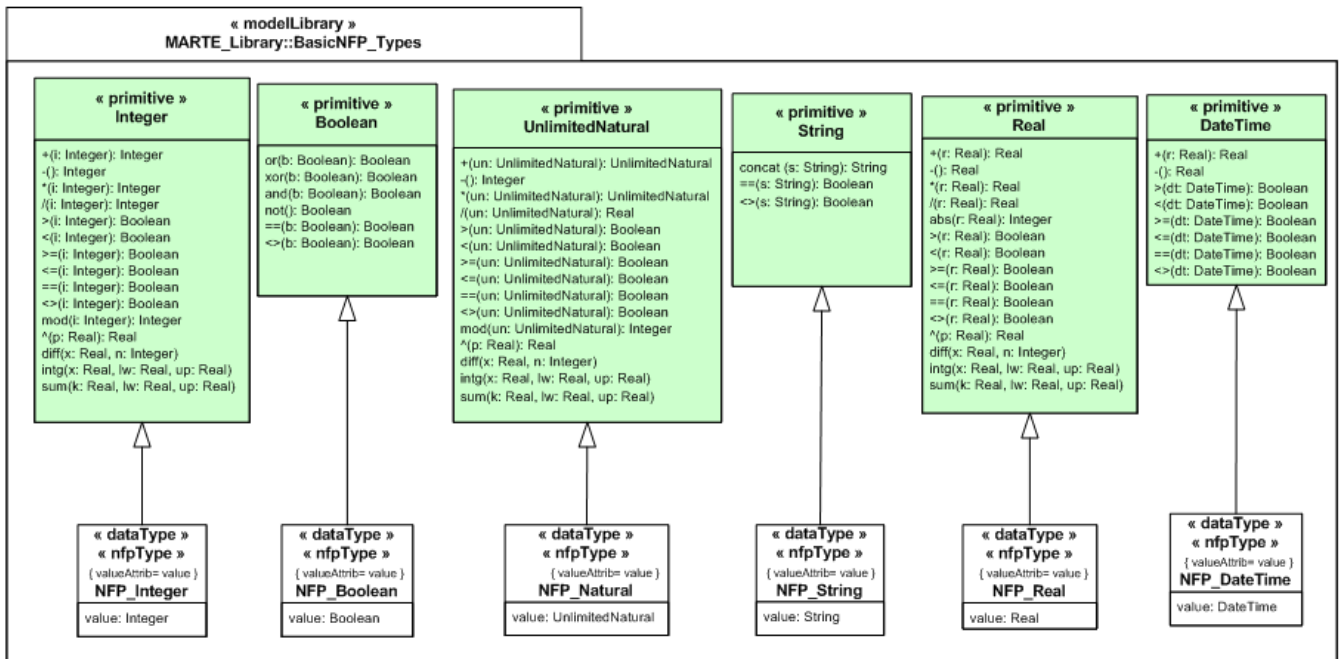 « modelLibrary »
MARTE_Library::BasicNFP_Types
« primitive »
Integer
+(i: Integer): Integer
-(): Integer
*(i: Integer): Integer
/(i: Integer): Integer
>(i: Integer): Boolean
<(i: Integer): Boolean
>=(i: Integer): Boolean
<=(i: Integer): Boolean
==(i: Integer): Boolean
<>(i: Integer): Boolean
mod(i: Integer): Integer
^(p: Real): Real
diff(x: Real, n: Integer)
intg(x: Real, lw: Real, up: Real)
sum(k: Real, lw: Real, up: Real)
« primitive »
Boolean
or(b: Boolean): Boolean
xor(b: Boolean): Boolean
and(b: Boolean): Boolean
not(): Boolean
==(b: Boolean): Boolean
<>(b: Boolean): Boolean
« primitive »
UnlimitedNatural
+(un: UnlimitedNatural): UnlimitedNatural
-(): Integer
*(un: UnlimitedNatural): UnlimitedNatural
/(un: UnlimitedNatural): Real
>(un: UnlimitedNatural): Boolean
<(un: UnlimitedNatural): Boolean
>=(un: UnlimitedNatural): Boolean
<=(un: UnlimitedNatural): Boolean
==(un: UnlimitedNatural): Boolean
<>(un: UnlimitedNatural): Boolean
mod(un: UnlimitedNatural): Integer
^(p: Real): Real
diff(x: Real, n: Integer)
intg(x: Real, lw: Real, up: Real)
sum(k: Real, lw: Real, up: Real)
« primitive »
String
concat (s: String): String
==(s: String): Boolean
<>(s: String): Boolean
« primitive »
Real
+(r: Real): Real
-(): Real
*(r: Real): Real
/(r: Real): Real
abs(r: Real): Integer
>(r: Real): Boolean
<(r: Real): Boolean
>=(r: Real): Boolean
<=(r: Real): Boolean
==(r: Real): Boolean
<>(r: Real): Boolean
^(p: Real): Real
diff(x: Real, n: Integer)
intg(x: Real, lw: Real, up: Real)
sum(k: Real, lw: Real, up: Real)
« primitive »
DateTime
+(r: Real): Real
-(): Real
>(dt: DateTime): Boolean
<(dt: DateTime): Boolean
>=(dt: DateTime): Boolean
<=(dt: DateTime): Boolean
==(dt: DateTime): Boolean
<>(dt: DateTime): Boolean
« dataType »
« nfpType »
{ valueAttrib= value }
NFP_Integer
value: Integer
« dataType »
« nfpType »
{ valueAttrib= value }
NFP_Boolean
value: Boolean
« dataType »
« nfpType »
{ valueAttrib= value }
NFP_Natural
value: UnlimitedNatural
« dataType »
« nfpType »
{ valueAttrib= value }
NFP_String
value: String
« dataType »
« nfpType »
{ valueAttrib= value }
NFP_Real
value: Real
« dataType »
« nfpType »
{ valueAttrib= value }
NFP_DateTime
value: DateTime